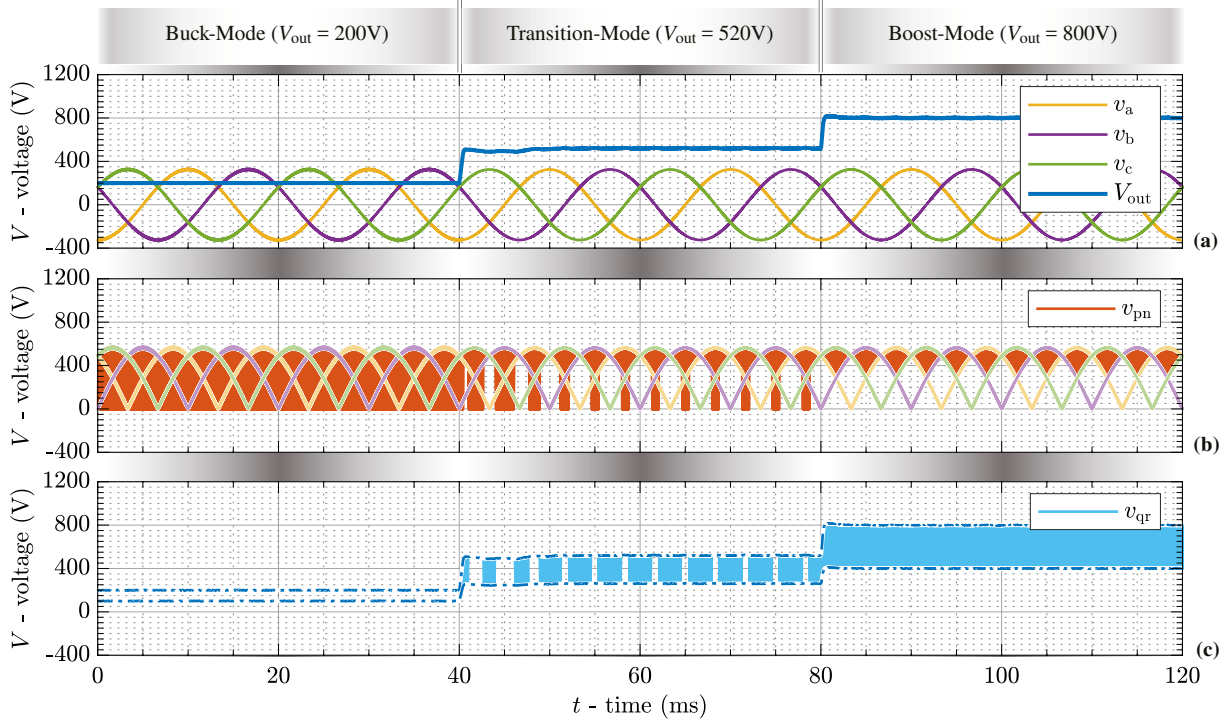 Buck-Mode (Vout = 200V) Transition-Mode (Vout = 520V) Boost-Mode (Vout = 800V)
1200
800
400
0
-400
V - voltage (V)
va
vb
vc
Vout
(a)
1200
800
400
0
-400
V - voltage (V)
vpn
(b)
1200
800
400
0
-400
V - voltage (V)
vqr
(c)
0 20 40 60 80 100 120
t - time (ms)